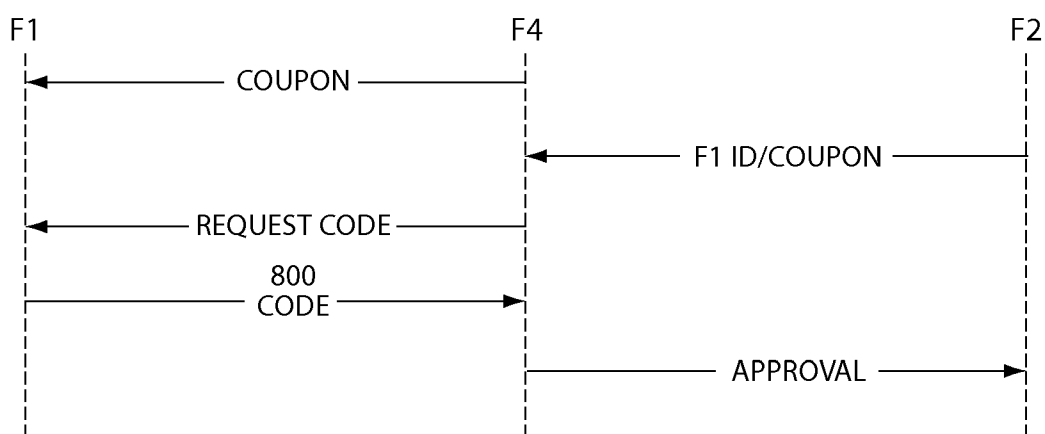 F1 F4 F2
COUPON
F1 ID/COUPON
REQUEST CODE
800
CODE
APPROVAL